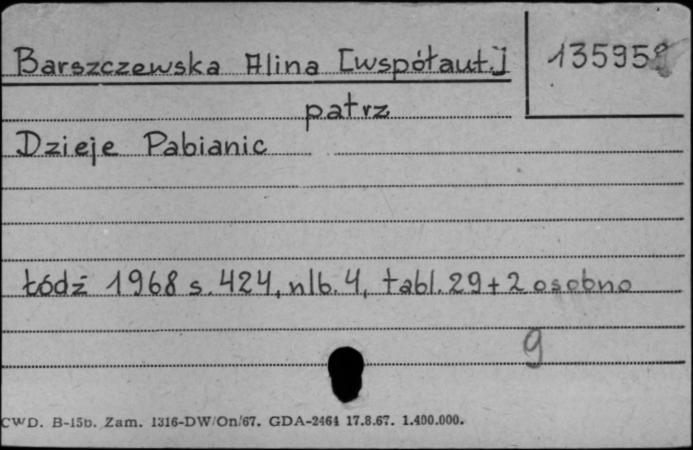 Barszczewska Alina [współaut.]
patrz
Dzieje Pabianic
Łódź 1968 s. 424, nlb. 4, tabl. 29 + 2 osobno
9
CWD. B-15b. Zam. 1316-DW/On/67. GDA-2464 17.8.67. 1.400.000.